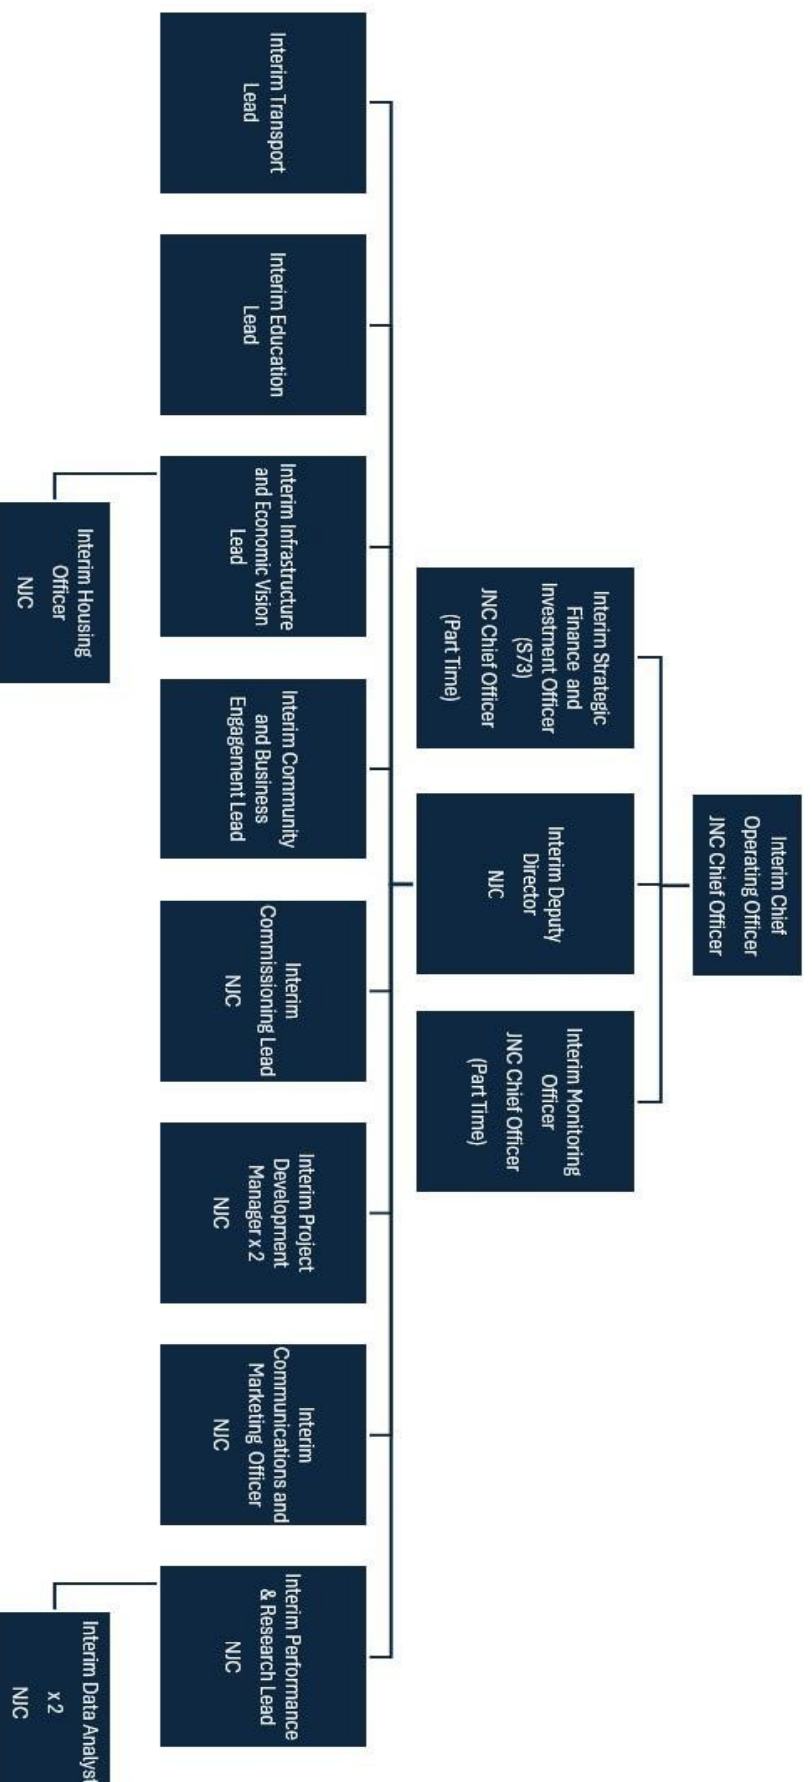 Interim Chief
Operating Officer
JNC Chief Officer
Interim Strategic
Finance and
Investment Officer
(S73)
JNC Chief Officer
(Part Time)
Interim Deputy
Director
NJC
Interim Monitoring
Officer
JNC Chief Officer
(Part Time)
Interim Transport
Lead
Interim Education
Lead
Interim Infrastructure
and Economic Vision
Lead
Interim Community
and Business
Engagement Lead
Interim
Commissioning Lead
NJC
Interim Project
Development
Manager x 2
NJC
Interim
Communications and
Marketing Officer
NJC
Interim Performance
& Research Lead
NJC
Interim Housing
Officer
NJC
Interim Data Analyst
x 2
NJC